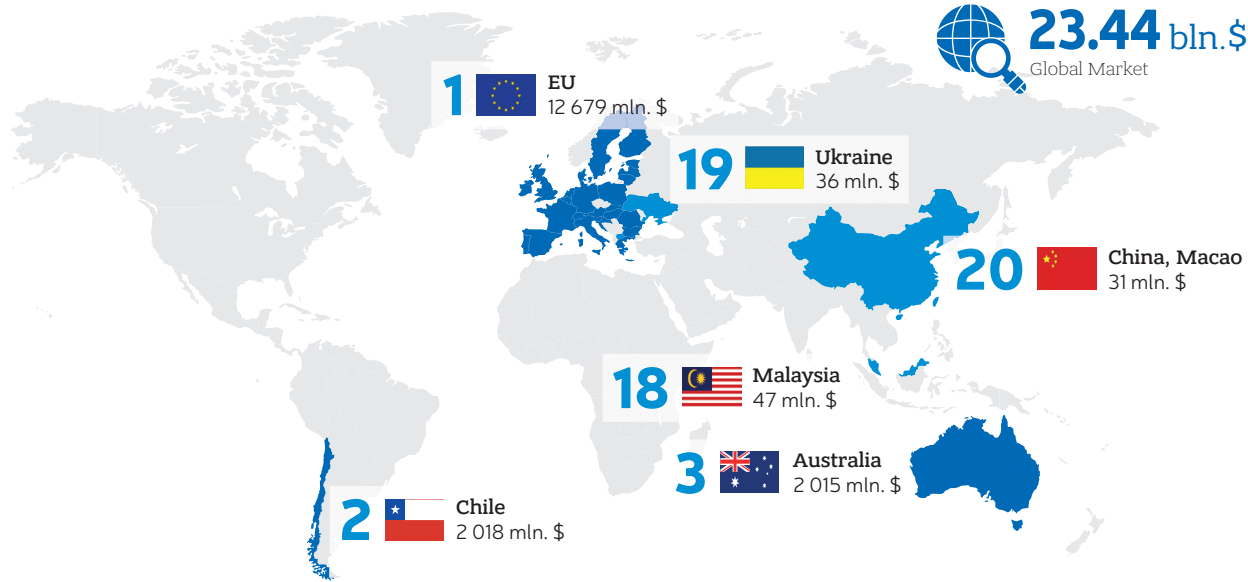 23.44 bln.$
Global Market
1
EU
12 679 mln. $
19
Ukraine
36 mln. $
20
China, Macao
31 mln. $
18
Malaysia
47 mln. $
3
Australia
2 015 mln. $
2
Chile
2 018 mln. $